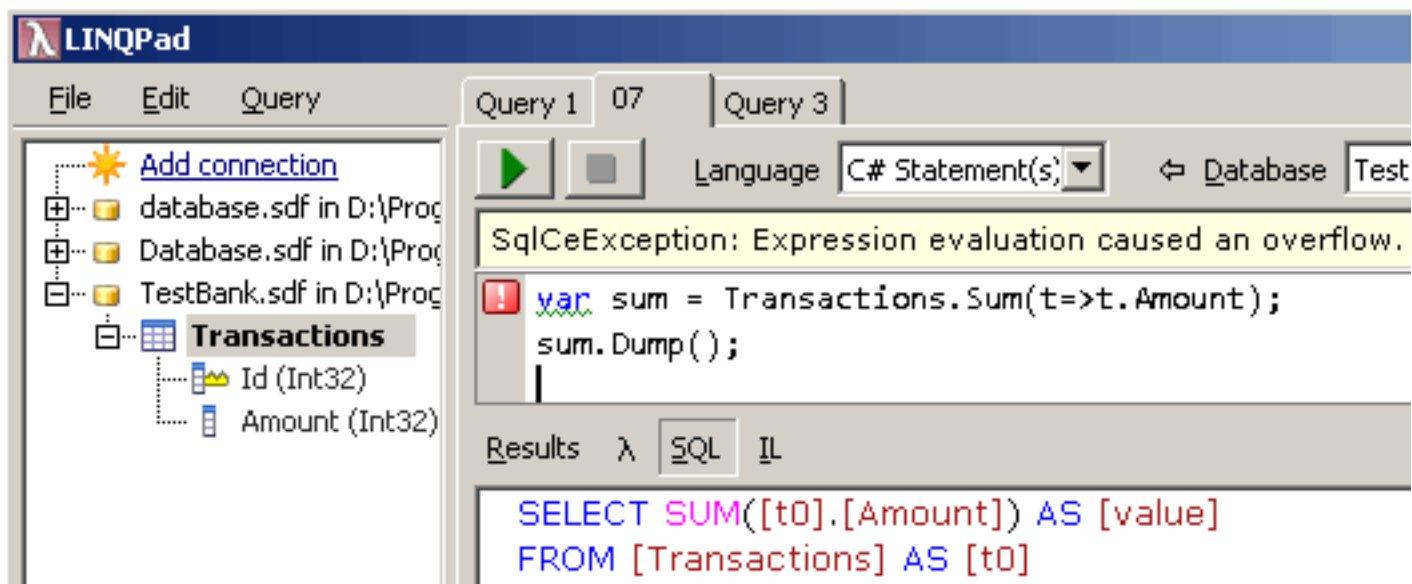 LINQPad
File Edit Query
Query 1 07 Query 3
Add connection
database.sdf in D:\Prog
Database.sdf in D:\Prog
TestBank.sdf in D:\Prog
Transactions
Id (Int32)
Amount (Int32)
Language C# Statement(s) Database Test
SqlCeException: Expression evaluation caused an overflow.
var sum = Transactions.Sum(t=>t.Amount);
sum.Dump();
Results λ SQL IL
SELECT SUM([t0].[Amount]) AS [value]
FROM [Transactions] AS [t0]